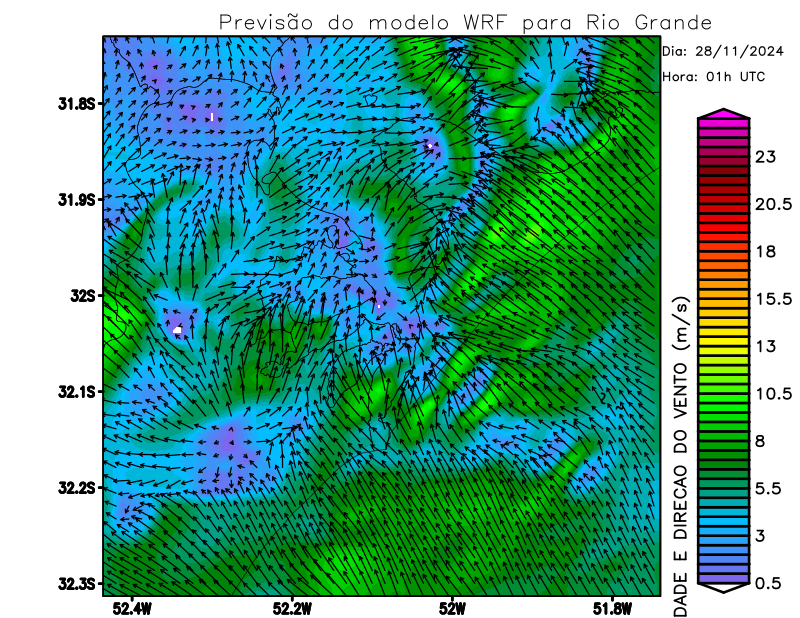 Previsão do modelo WRF para Rio Grande
Dia: 28/11/2024
Hora: 01h UTC
31.8S
31.9S
32S
32.1S
32.2S
32.3S
52.4W
52.2W
52W
51.8W
23
20.5
18
15.5
13
10.5
8
5.5
3
0.5
DADE E DIRECAO DO VENTO (m/s)